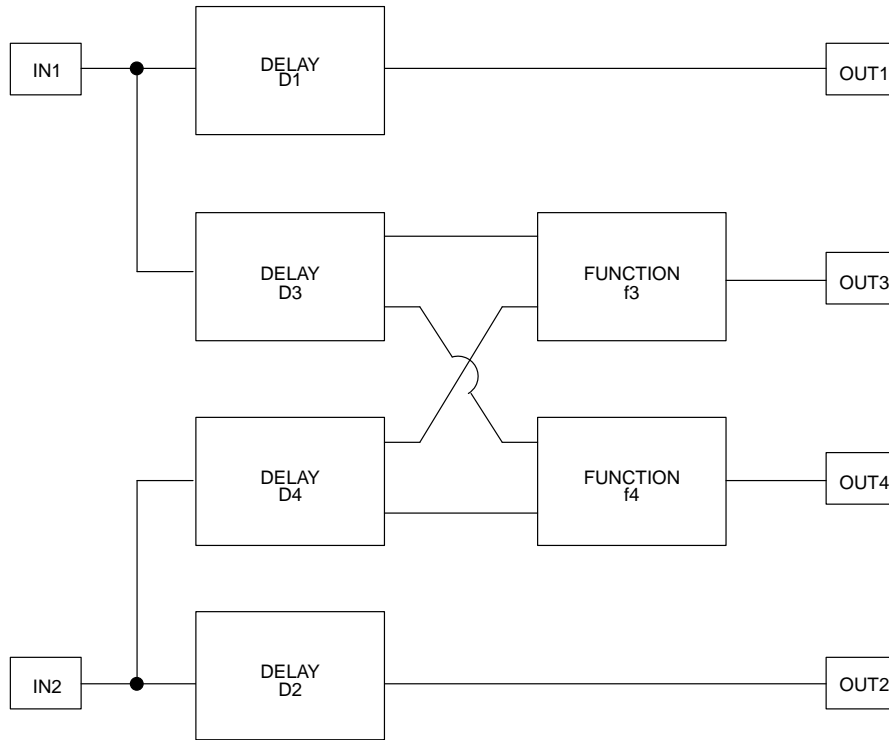 IN1
DELAY
D1
OUT1
DELAY
D3
FUNCTION
f3
OUT3
DELAY
D4
FUNCTION
f4
OUT4
IN2
DELAY
D2
OUT2